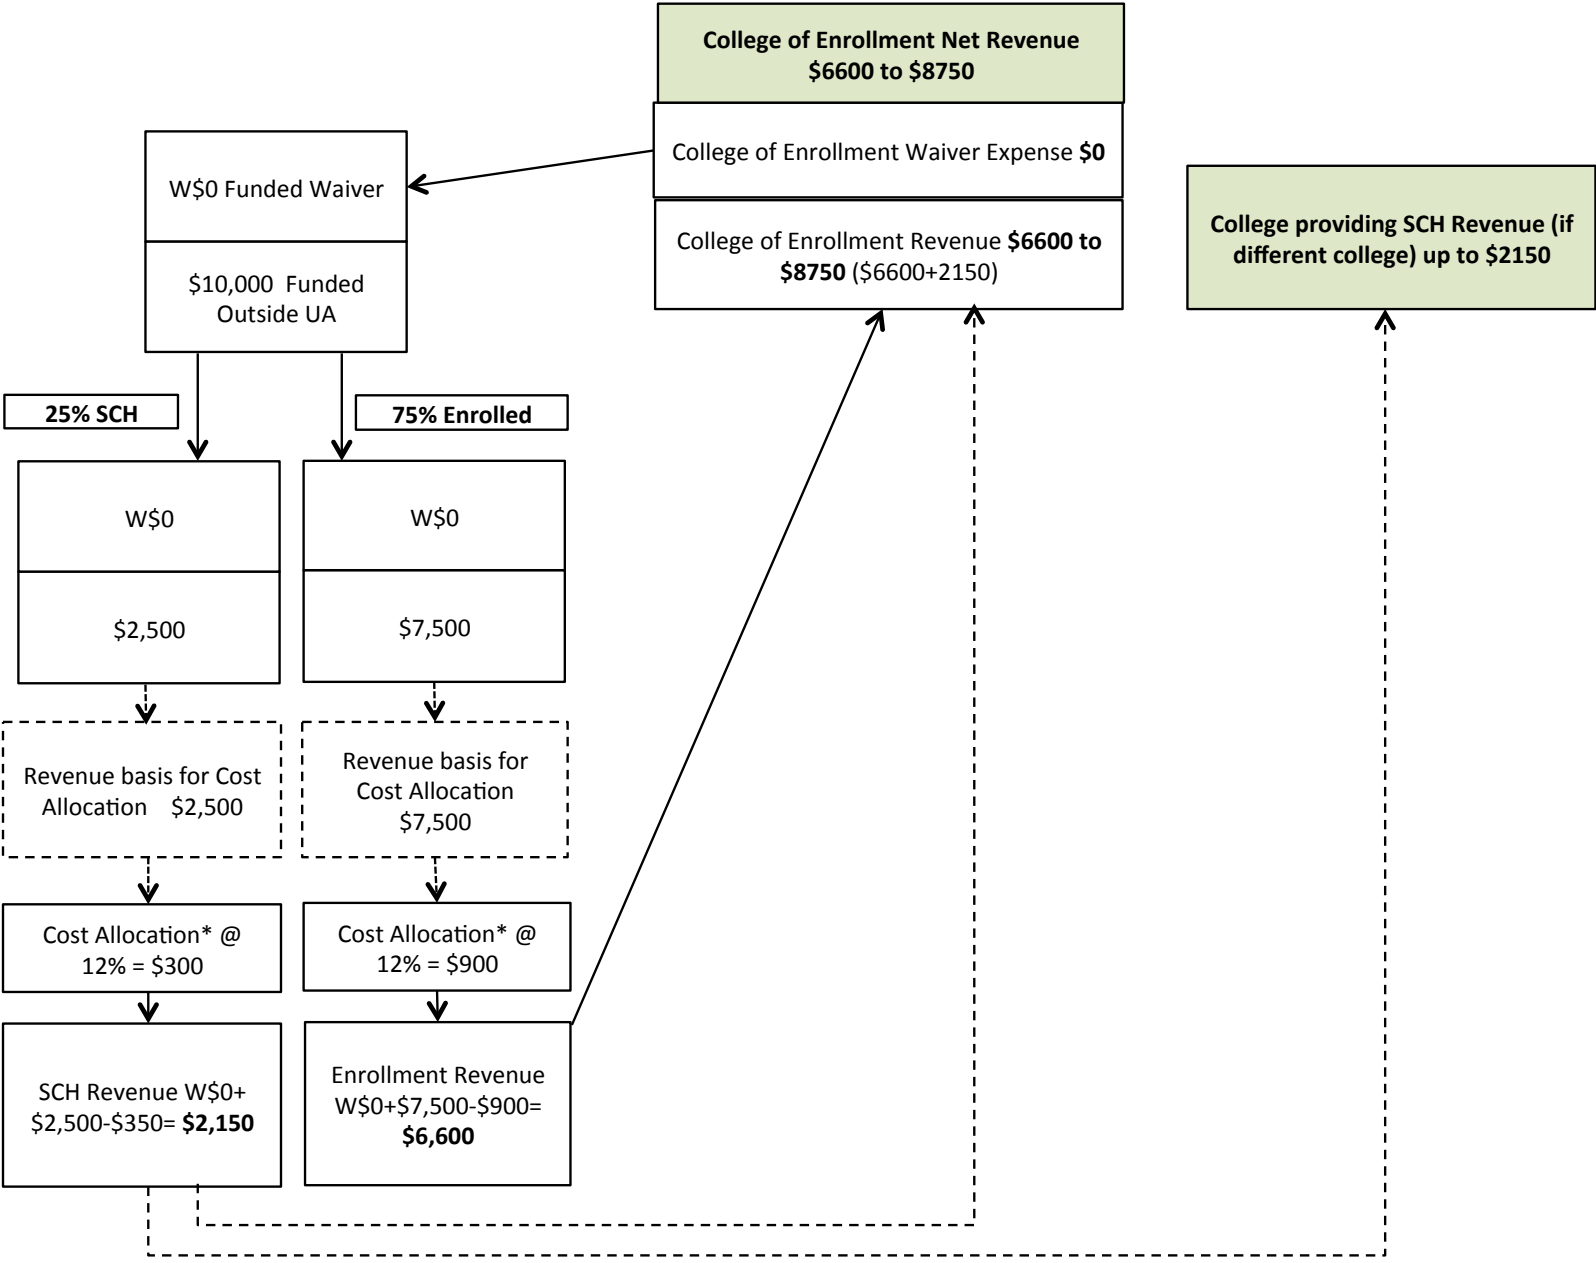 College of Enrollment Net Revenue
$6600 to $8750
College of Enrollment Waiver Expense $0
College of Enrollment Revenue $6600 to
$8750 ($6600+2150)
College providing SCH Revenue (if
different college) up to $2150
W$0 Funded Waiver
$10,000 Funded
Outside UA
25% SCH
75% Enrolled
W$0
W$0
$2,500
$7,500
Revenue basis for Cost
Allocation $2,500
Revenue basis for
Cost Allocation
$7,500
Cost Allocation* @
12% = $300
Cost Allocation* @
12% = $900
SCH Revenue W$0+
$2,500-$350= $2,150
Enrollment Revenue
W$0+$7,500-$900=
$6,600